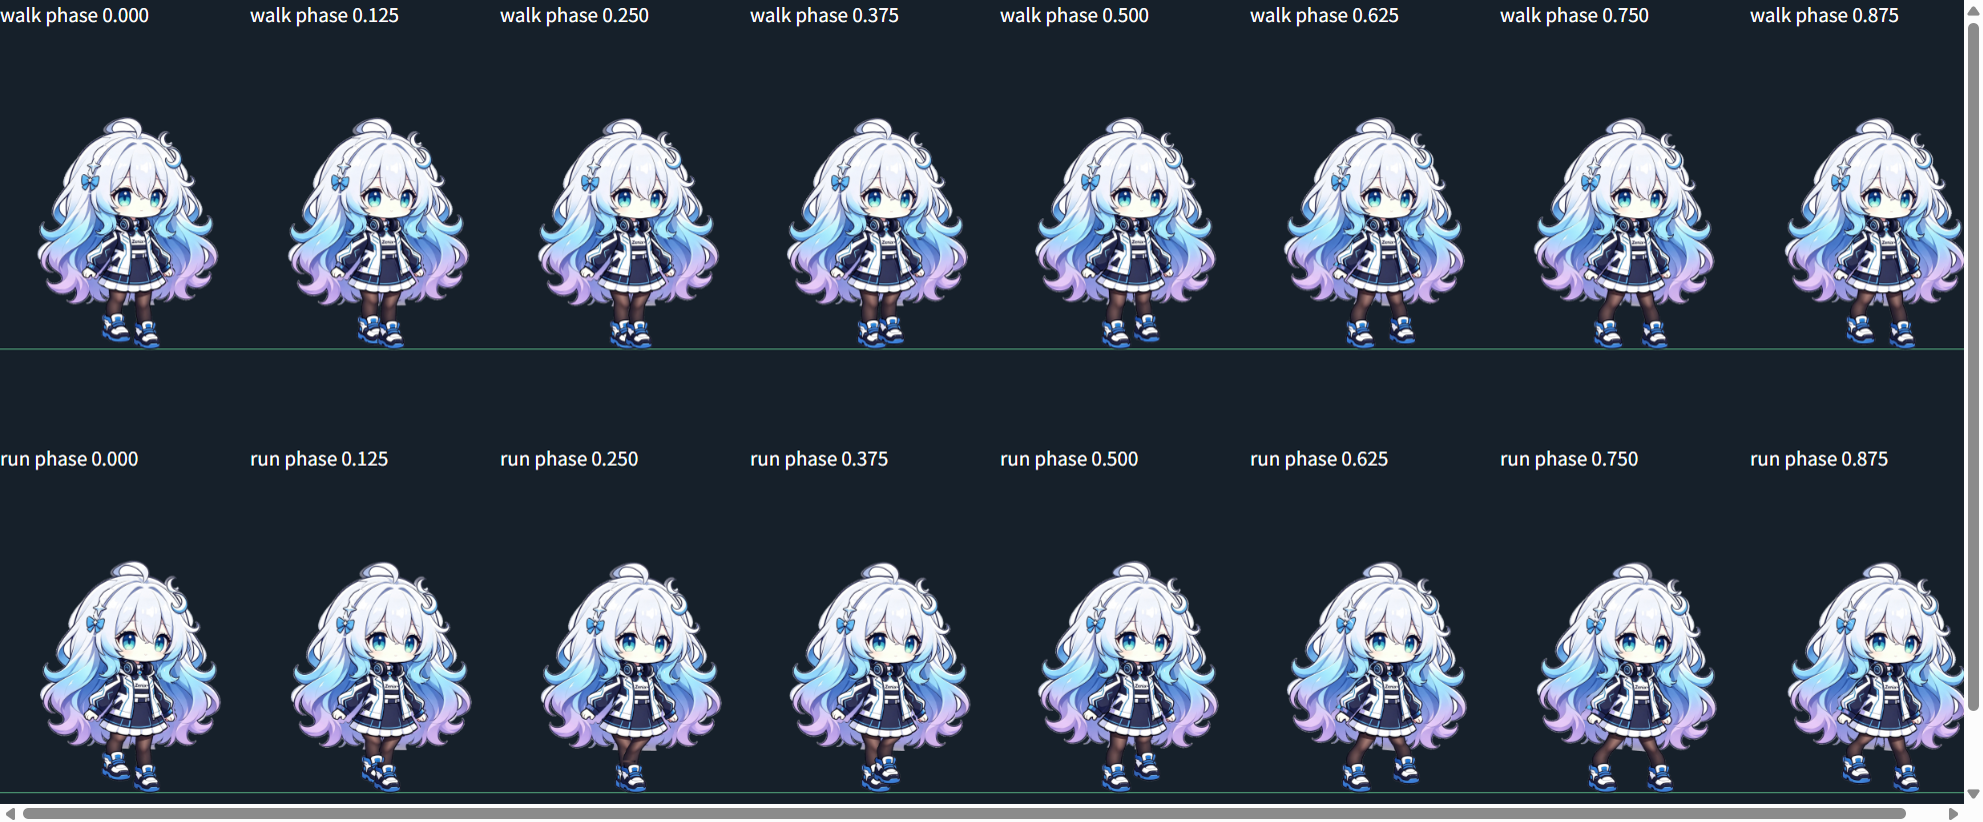 walk phase 0.000
walk phase 0.125
walk phase 0.250
walk phase 0.375
walk phase 0.500
walk phase 0.625
walk phase 0.750
walk phase 0.875
run phase 0.000
run phase 0.125
run phase 0.250
run phase 0.375
run phase 0.500
run phase 0.625
run phase 0.750
run phase 0.875